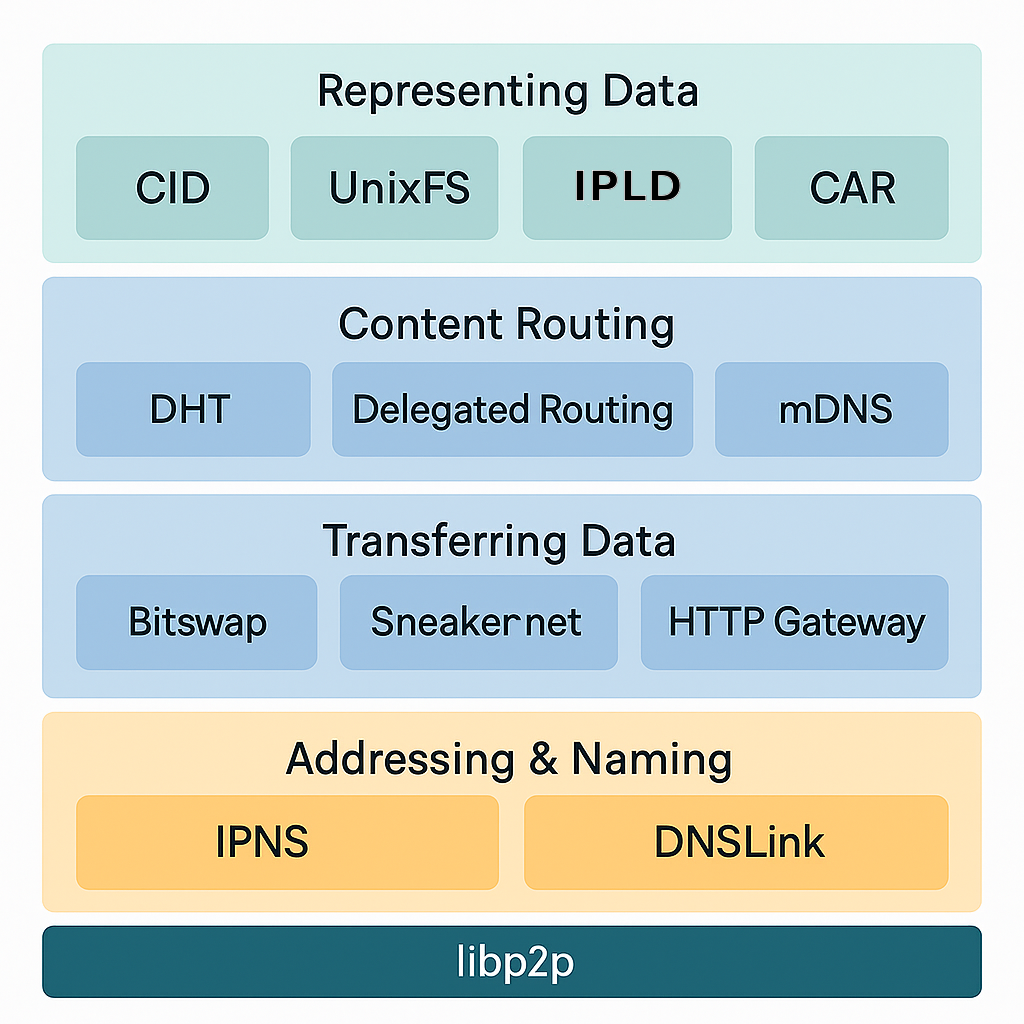 Representing Data
CID
UnixFS
IPLD
CAR
Content Routing
DHT
Delegated Routing
mDNS
Transferring Data
Bitswap
Sneakernet
HTTP Gateway
Addressing & Naming
IPNS
DNSLink
libp2p